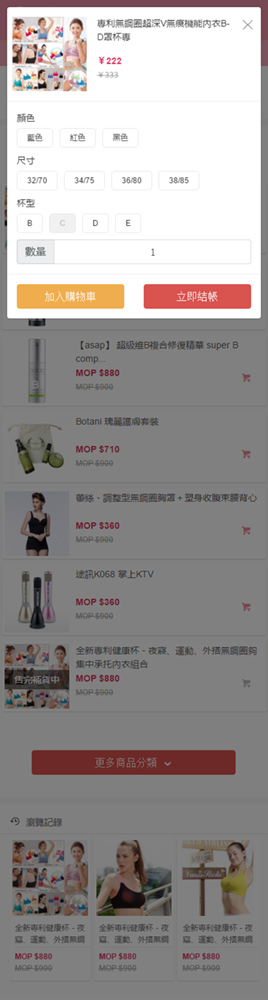 專利無鋼圈超深V無痕機能內衣B-
D罩杯專
¥222
¥333
顏色
藍色
紅色
黑色
尺寸
32/70
34/75
36/80
38/85
杯型
B
C
D
E
數量
1
加入購物車
立即結帳
【asap】 超級維B複合修復精華 super B
comp...
MOP $880
MOP $900
Botani 瑰麗護膚套裝
MOP $710
MOP $900
蕾絲 - 調整型無鋼圈胸罩 + 塑身收腹束腰背心
MOP $360
MOP $900
途訊K068 掌上KTV
MOP $360
MOP $900
全新專利健康杯 - 夜寢、運動、外搭無鋼圈夠
集中承托內衣組合
MOP $880
MOP $900
售完補貨中
更多商品分類
瀏覽記錄
全新專利健康杯 - 夜
寢、運動、外搭無鋼
MOP $880
MOP $900
全新專利健康杯 - 夜
寢、運動、外搭無鋼
MOP $880
MOP $900
全新專利健康杯 - 夜
寢、運動、外搭無鋼
MOP $880
MOP $900